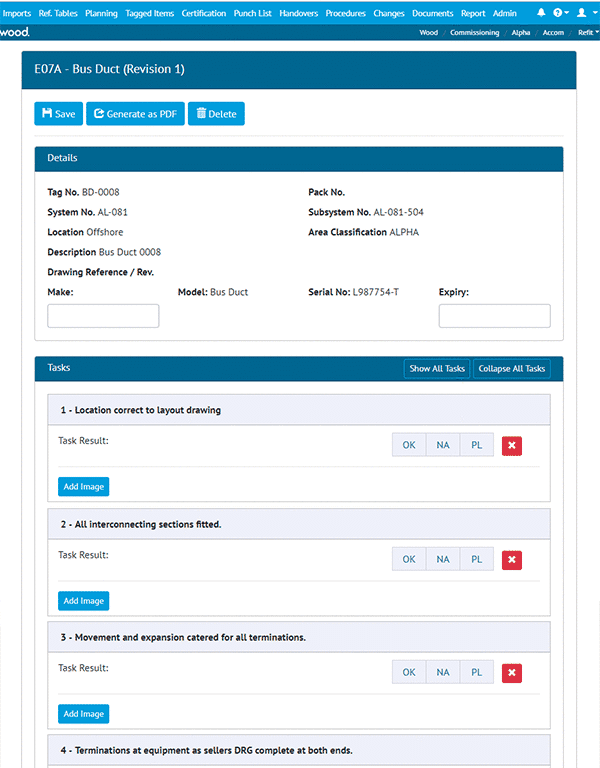 Imports Ref. Tables Planning Tagged Items Certification Punch List Handovers Procedures Changes Documents Report Admin
wood. Wood / Commissioning / Alpha / Accom / Refit
E07A - Bus Duct (Revision 1)
Save Generate as PDF Delete
Details
Tag No. BD-0008 Pack No.
System No. AL-081 Subsystem No. AL-081-504
Location Offshore Area Classification ALPHA
Description Bus Duct 0008
Drawing Reference / Rev.
Make: Model: Bus Duct Serial No: L987754-T Expiry:
Tasks Show All Tasks Collapse All Tasks
1 - Location correct to layout drawing
Task Result: OK NA PL
Add Image
2 - All interconnecting sections fitted.
Task Result: OK NA PL
Add Image
3 - Movement and expansion catered for all terminations.
Task Result: OK NA PL
Add Image
4 - Terminations at equipment as sellers DRG complete at both ends.